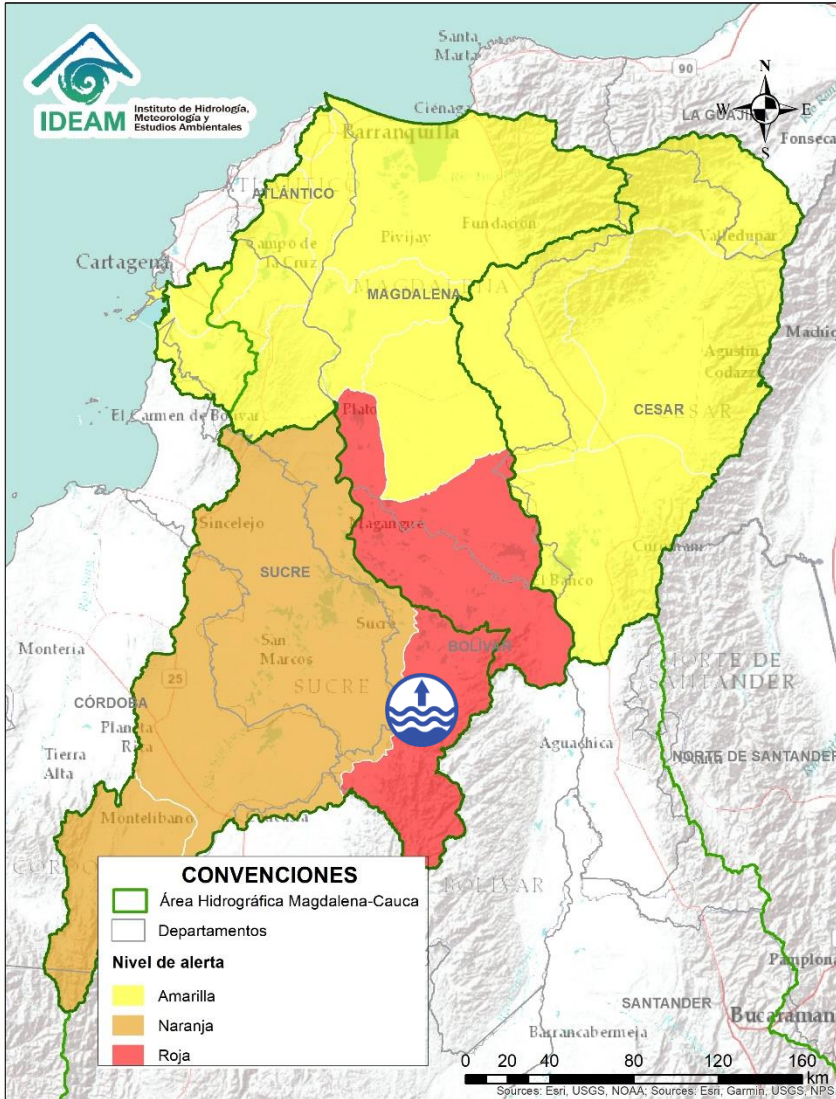 IDEAM
Instituto de Hidrología,
Meteorología y
Estudios Ambientales
Santa
Marta
90
N
E
S
Ciénaga
LA GUAJIRA
Fonseca
Barranquilla
ATLÁNTICO
Valledupar
Campo de
la Cruz
Pivijay
Fundación
Cartagena
MAGDALENA
Agustín
Codazzi
El Carmen de Bolívar
Plato
CESAR
Sincelejo
Magangué
SUCRE
El Banco
Sucre
Montería
San
Marcos
BOLÍVAR
NORTE DE
SANTANDER
25
SUCRE
CÓRDOBA
Planeta
Rica
Aguachica
Tierra
Alta
NORTE DE SANTANDER
Montelíbano
BOLÍVAR
CONVENCIONES
Área Hidrográfica Magdalena-Cauca
Departamentos
Nivel de alerta
Amarilla
Naranja
Roja
Pamplona
SANTANDER
Bucaraman
Barrancabermeja
0 20 40 80 120 160
km
Sources: Esri, USGS, NOAA; Sources: Esri, Garmin, USGS, NPS